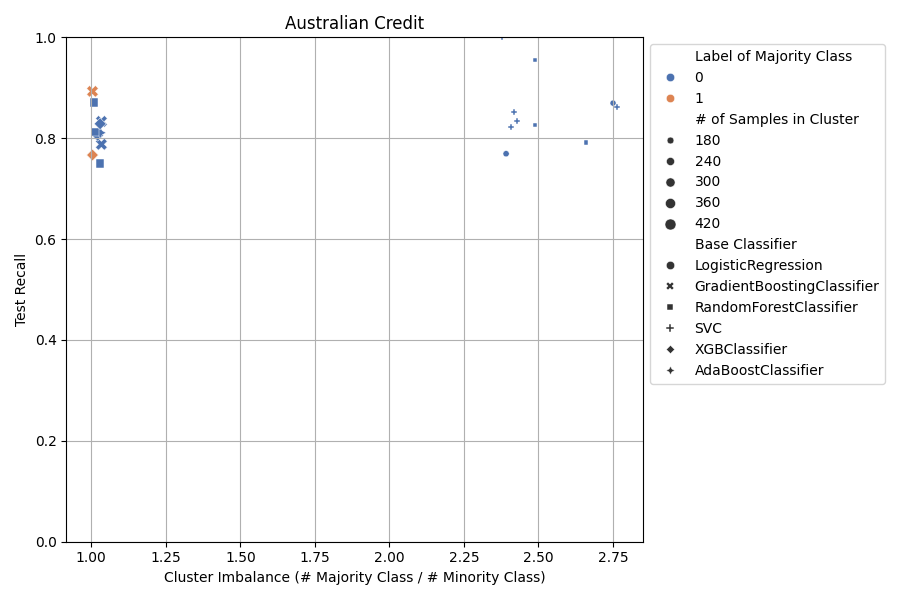 Australian Credit
Test Recall
1.0
0.8
0.6
0.4
0.2
0.0
1.00 1.25 1.50 1.75 2.00 2.25 2.50 2.75
Cluster Imbalance (# Majority Class / # Minority Class)
Label of Majority Class
0
1
# of Samples in Cluster
180
240
300
360
420
Base Classifier
LogisticRegression
GradientBoostingClassifier
RandomForestClassifier
SVC
XGBClassifier
AdaBoostClassifier